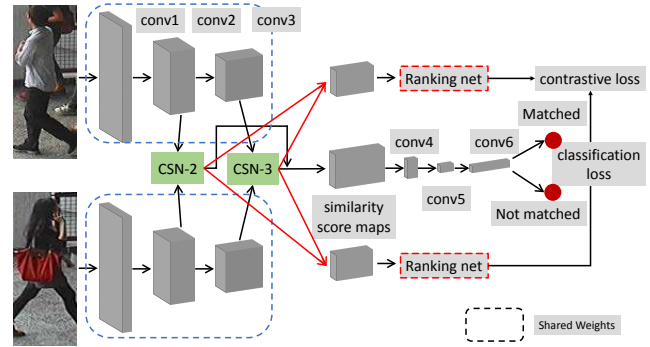 conv1
conv2
conv3
Ranking net
contrastive loss
Matched
conv4
conv6
CSN-2
CSN-3
classification
loss
conv5
similarity
score maps
Not matched
Ranking net
Shared Weights